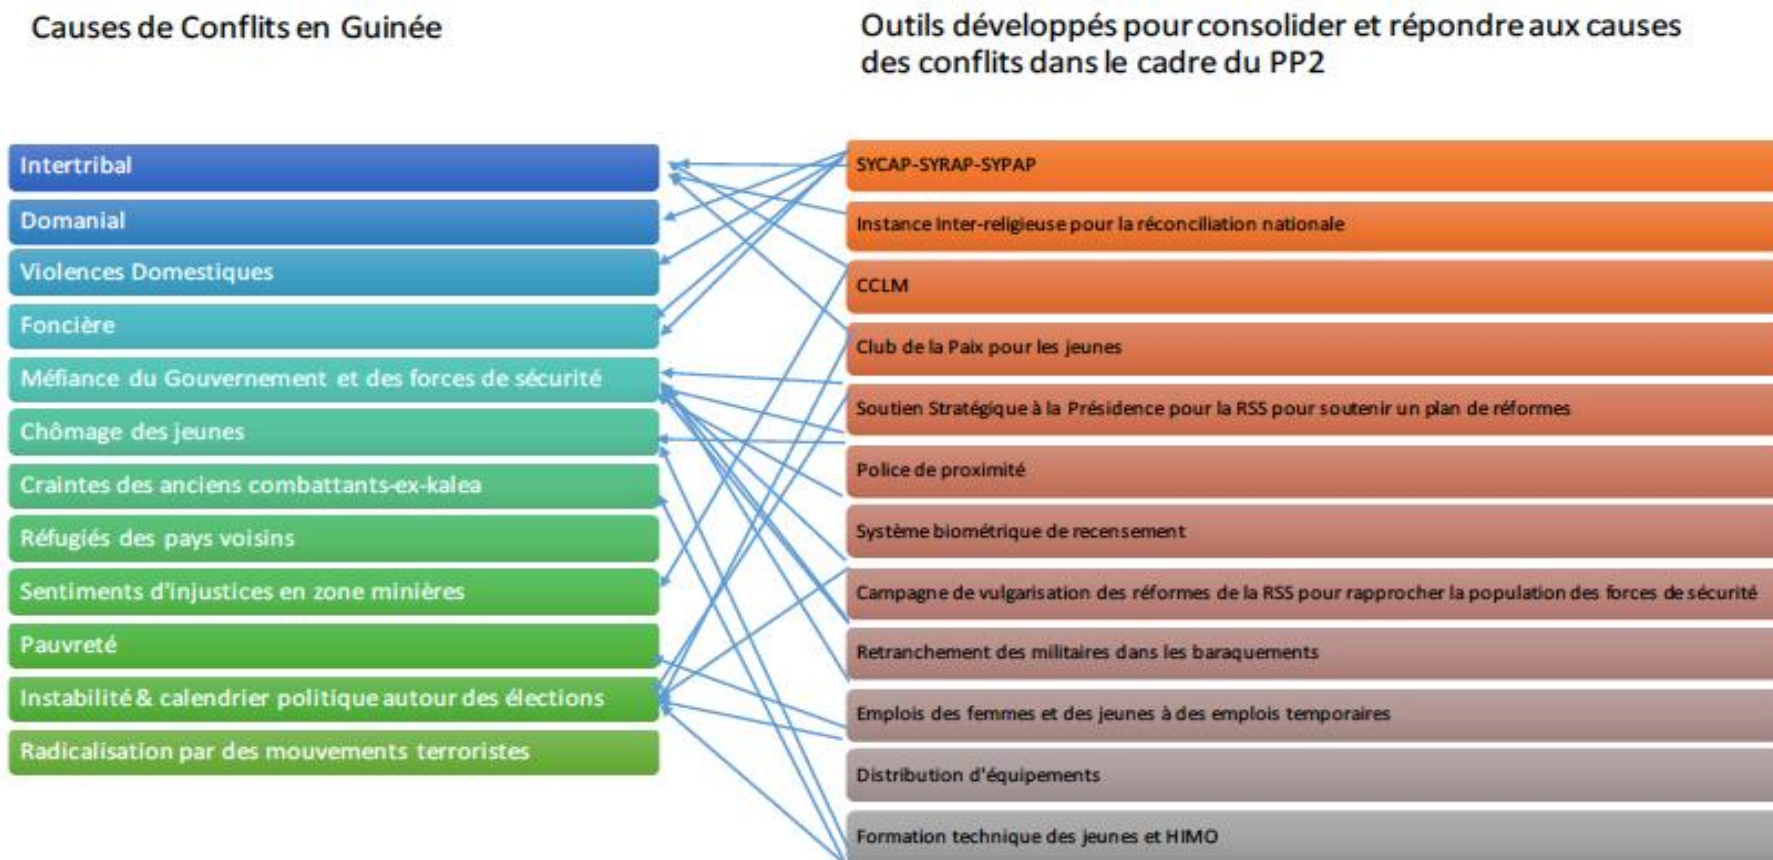 Causes de Conflits en Guinée
Outils développés pour consolider et répondre aux causes
des conflits dans le cadre du PP2
Intertribal
Domanial
Violences Domestiques
Foncière
Méfiance du Gouvernement et des forces de sécurité
Chômage des jeunes
Craintes des anciens combattants-ex-kalea
Réfugiés des pays voisins
Sentiments d'injustices en zone minières
Pauvreté
Instabilité & calendrier politique autour des élections
Radicalisation par des mouvements terroristes
SYCAP-SYRAP-SYPAP
Instance Inter-religieuse pour la réconciliation nationale
CCLM
Club de la Paix pour les jeunes
Soutien Stratégique à la Présidence pour la RSS pour soutenir un plan de réformes
Police de proximité
Système biométrique de recensement
Campagne de vulgarisation des réformes de la RSS pour rapprocher la population des forces de sécurité
Retranchement des militaires dans les baraquements
Emplois des femmes et des jeunes à des emplois temporaires
Distribution d'équipements
Formation technique des jeunes et HIMO